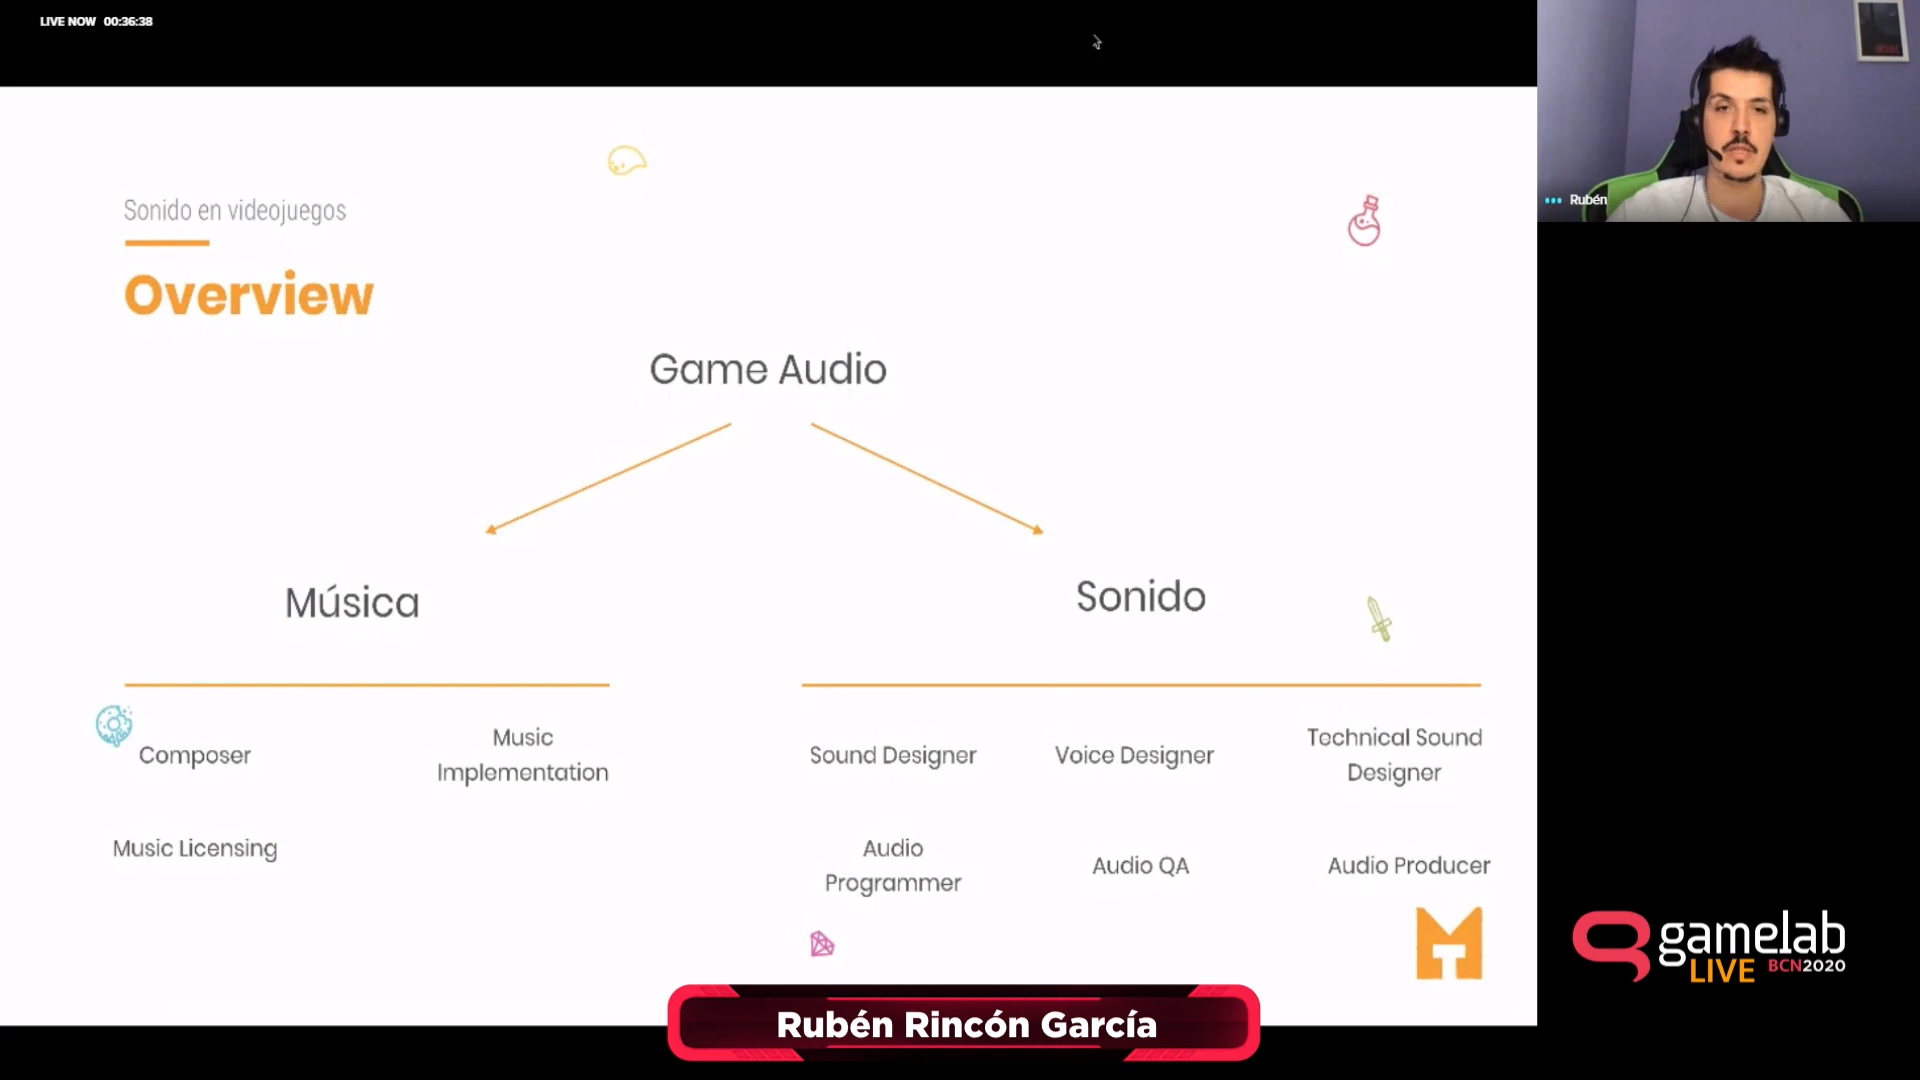 LIVE NOW 00:36:38
Rubén
Sonido en videojuegos
Overview
Game Audio
Música
Sonido
Composer
Music
Implementation
Music Licensing
Sound Designer
Voice Designer
Technical Sound
Designer
Audio
Programmer
Audio QA
Audio Producer
gamelab
LIVE BCN2020
Rubén Rincón García